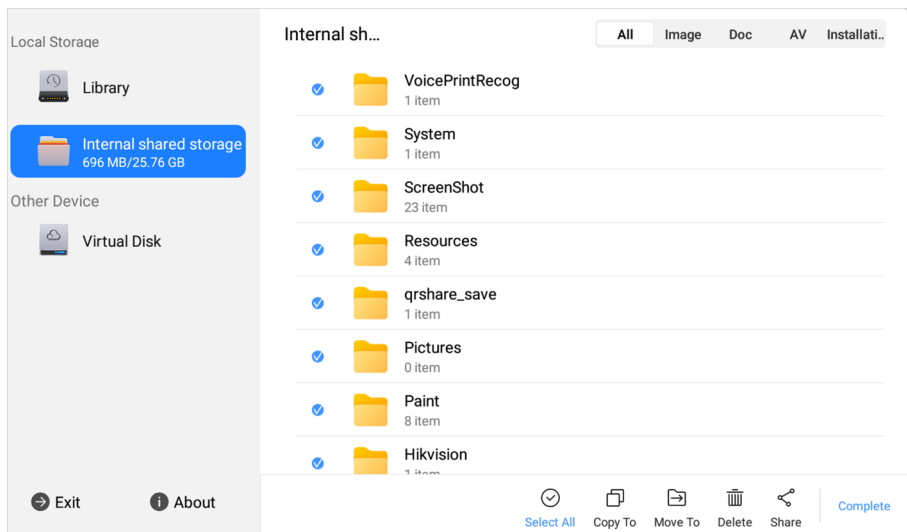 Local Storage
Library
Internal shared storage
696 MB/25.76 GB
Other Device
Virtual Disk
Exit
About
Internal sh...
All Image Doc AV Installati..
VoicePrintRecog
1 item
System
1 item
ScreenShot
23 item
Resources
4 item
qrshare_save
1 item
Pictures
0 item
Paint
8 item
Hikvision
1 item
Select All Copy To Move To Delete Share Complete